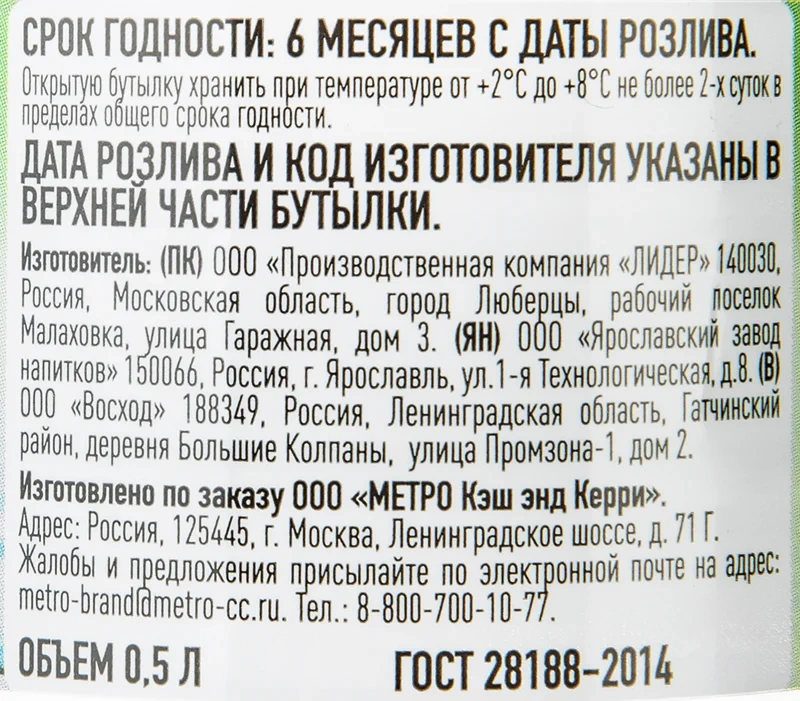 СРОК ГОДНОСТИ: 6 МЕСЯЦЕВ С ДАТЫ РОЗЛИВА.
Открытую бутылку хранить при температуре от +2°С до +8°С не более 2-х суток в
пределах общего срока годности.
ДАТА РОЗЛИВА И КОД ИЗГОТОВИТЕЛЯ УКАЗАНЫ В
ВЕРХНЕЙ ЧАСТИ БУТЫЛКИ.
Изготовитель: (ПК) ООО «Производственная компания «ЛИДЕР» 140030,
Россия, Московская область, город Люберцы, рабочий поселок
Малаховка, улица Гаражная, дом 3. (ЯН) ООО «Ярославский завод
напитков» 150066, Россия, г. Ярославль, ул.1-я Технологическая, д.8. (В)
ООО «Восход» 188349, Россия, Ленинградская область, Гатчинский
район, деревня Большие Колпаны, улица Промзона-1, дом 2.
Изготовлено по заказу ООО «МЕТРО Кэш энд Керри».
Адрес: Россия, 125445, г. Москва, Ленинградское шоссе, д. 71 Г.
Жалобы и предложения присылайте по электронной почте на адрес:
metro-brand@metro-cc.ru. Тел.: 8-800-700-10-77.
ОБЪЕМ 0,5 Л ГОСТ 28188-2014